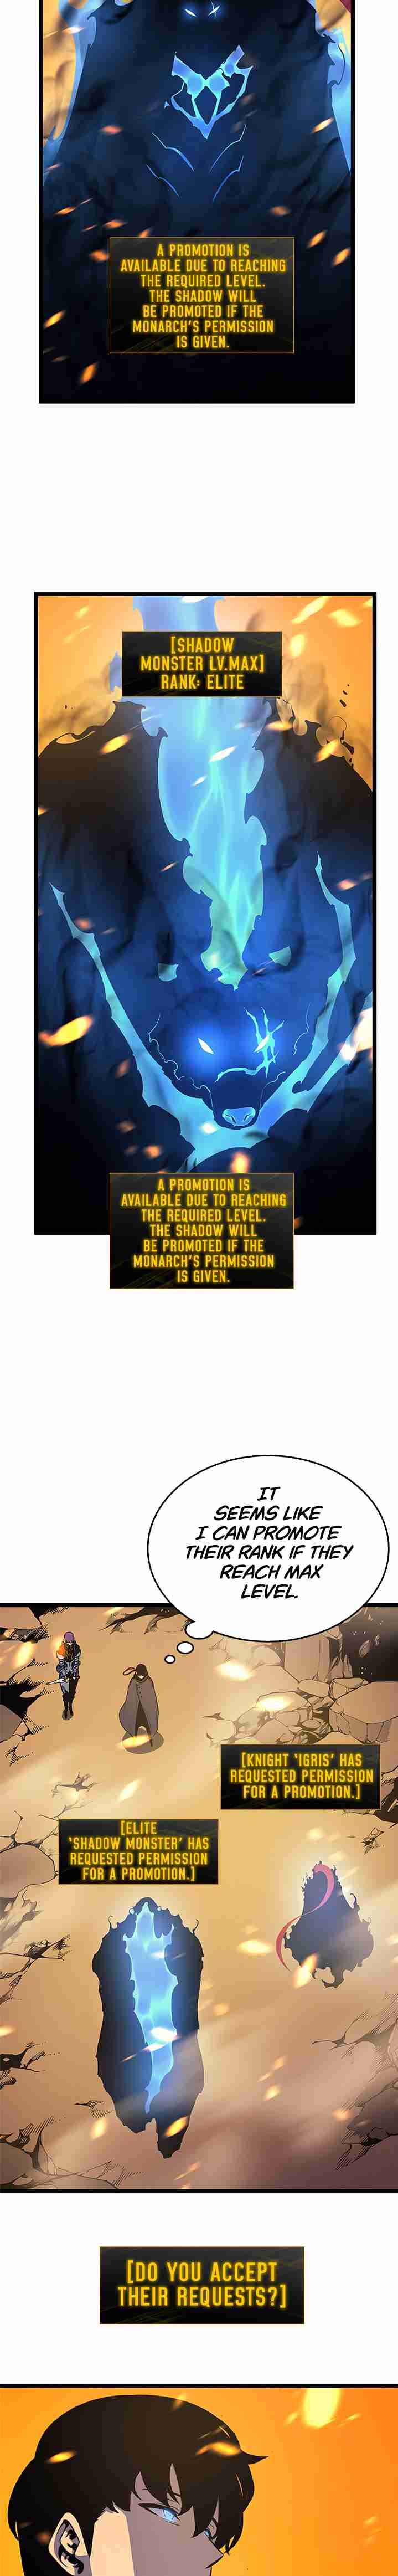 A PROMOTION IS
AVAILABLE DUE TO REACHING
THE REQUIRED LEVEL.
THE SHADOW WILL
BE PROMOTED IF THE
MONARCH'S PERMISSION
IS GIVEN.
[SHADOW
MONSTER LV.MAX]
RANK: ELITE
A PROMOTION IS
AVAILABLE DUE TO REACHING
THE REQUIRED LEVEL.
THE SHADOW WILL
BE PROMOTED IF THE
MONARCH'S PERMISSION
IS GIVEN.
IT
SEEMS LIKE
I CAN PROMOTE
THEIR RANK IF THEY
REACH MAX
LEVEL.
[KNIGHT 'IGRIS' HAS
REQUESTED PERMISSION
FOR A PROMOTION.]
[ELITE
'SHADOW MONSTER' HAS
REQUESTED PERMISSION
FOR A PROMOTION.]
[DO YOU ACCEPT
THEIR REQUESTS?]